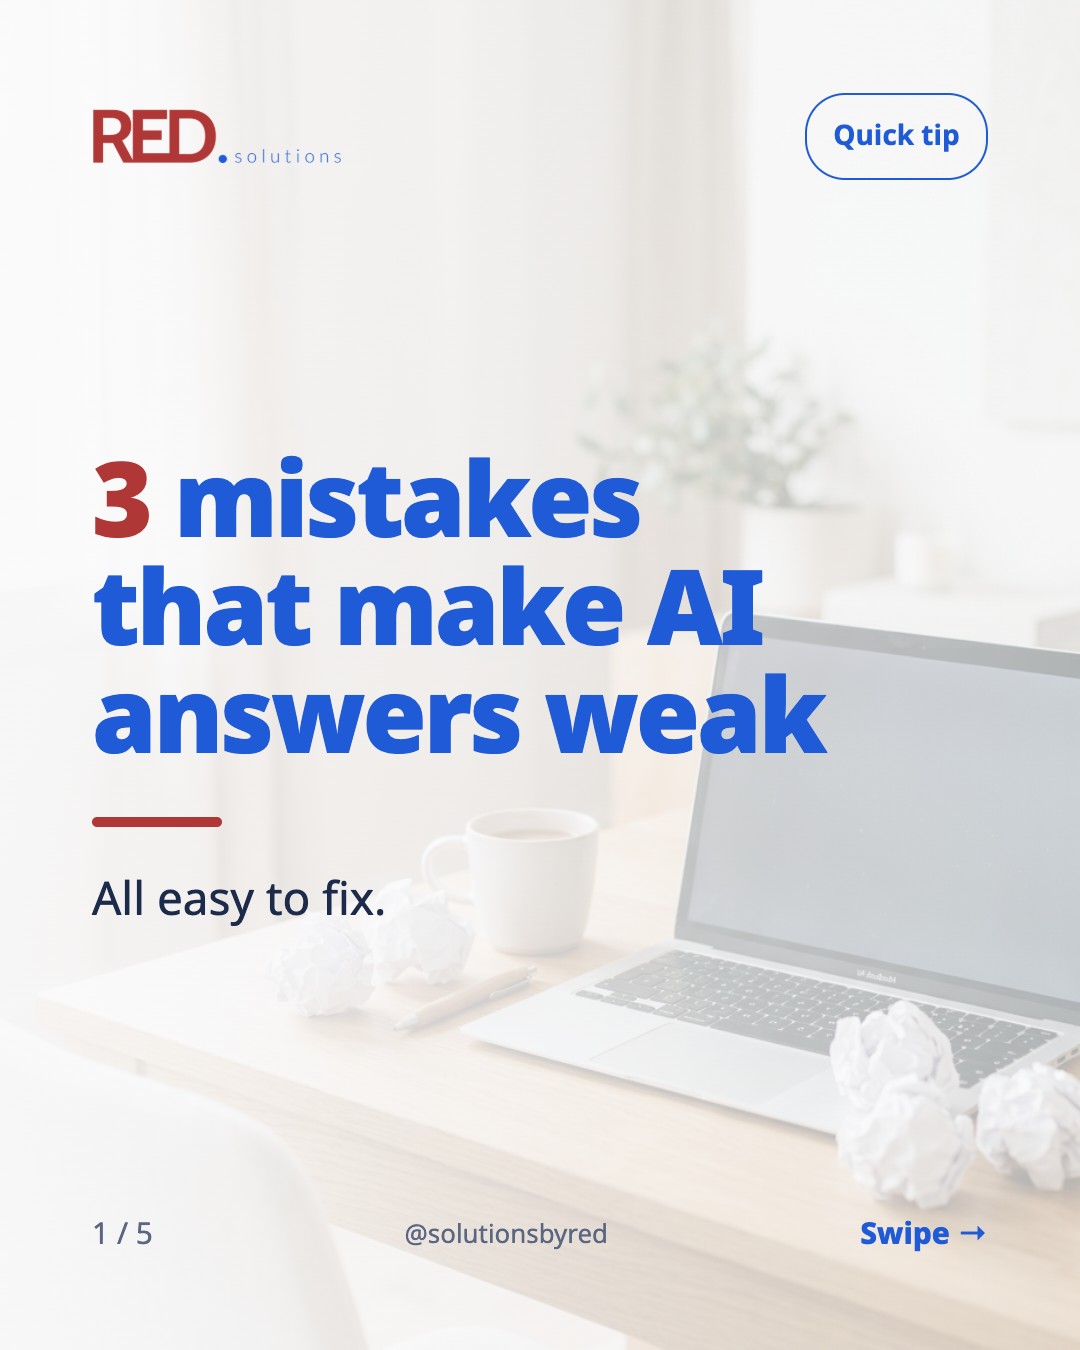 RED.solutions
Quick tip
3 mistakes
that make AI
answers weak
All easy to fix.
1 / 5
@solutionsbyred
Swipe →